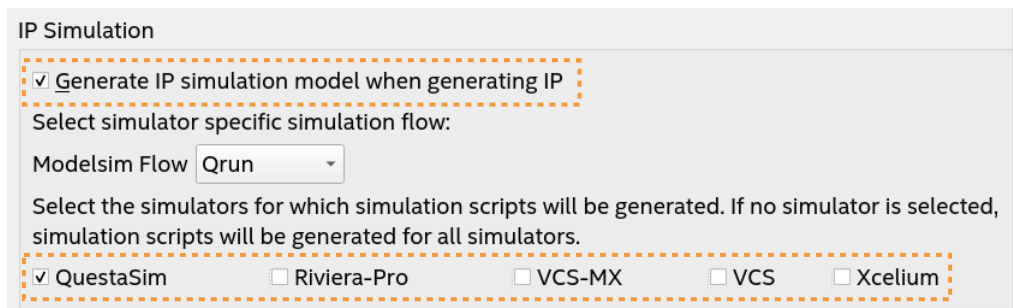 IP Simulation
Generate IP simulation model when generating IP
Select simulator specific simulation flow:
Modelsim Flow Qrun
Select the simulators for which simulation scripts will be generated. If no simulator is selected,
simulation scripts will be generated for all simulators.
QuestaSim Riviera-Pro VCS-MX VCS Xcelium